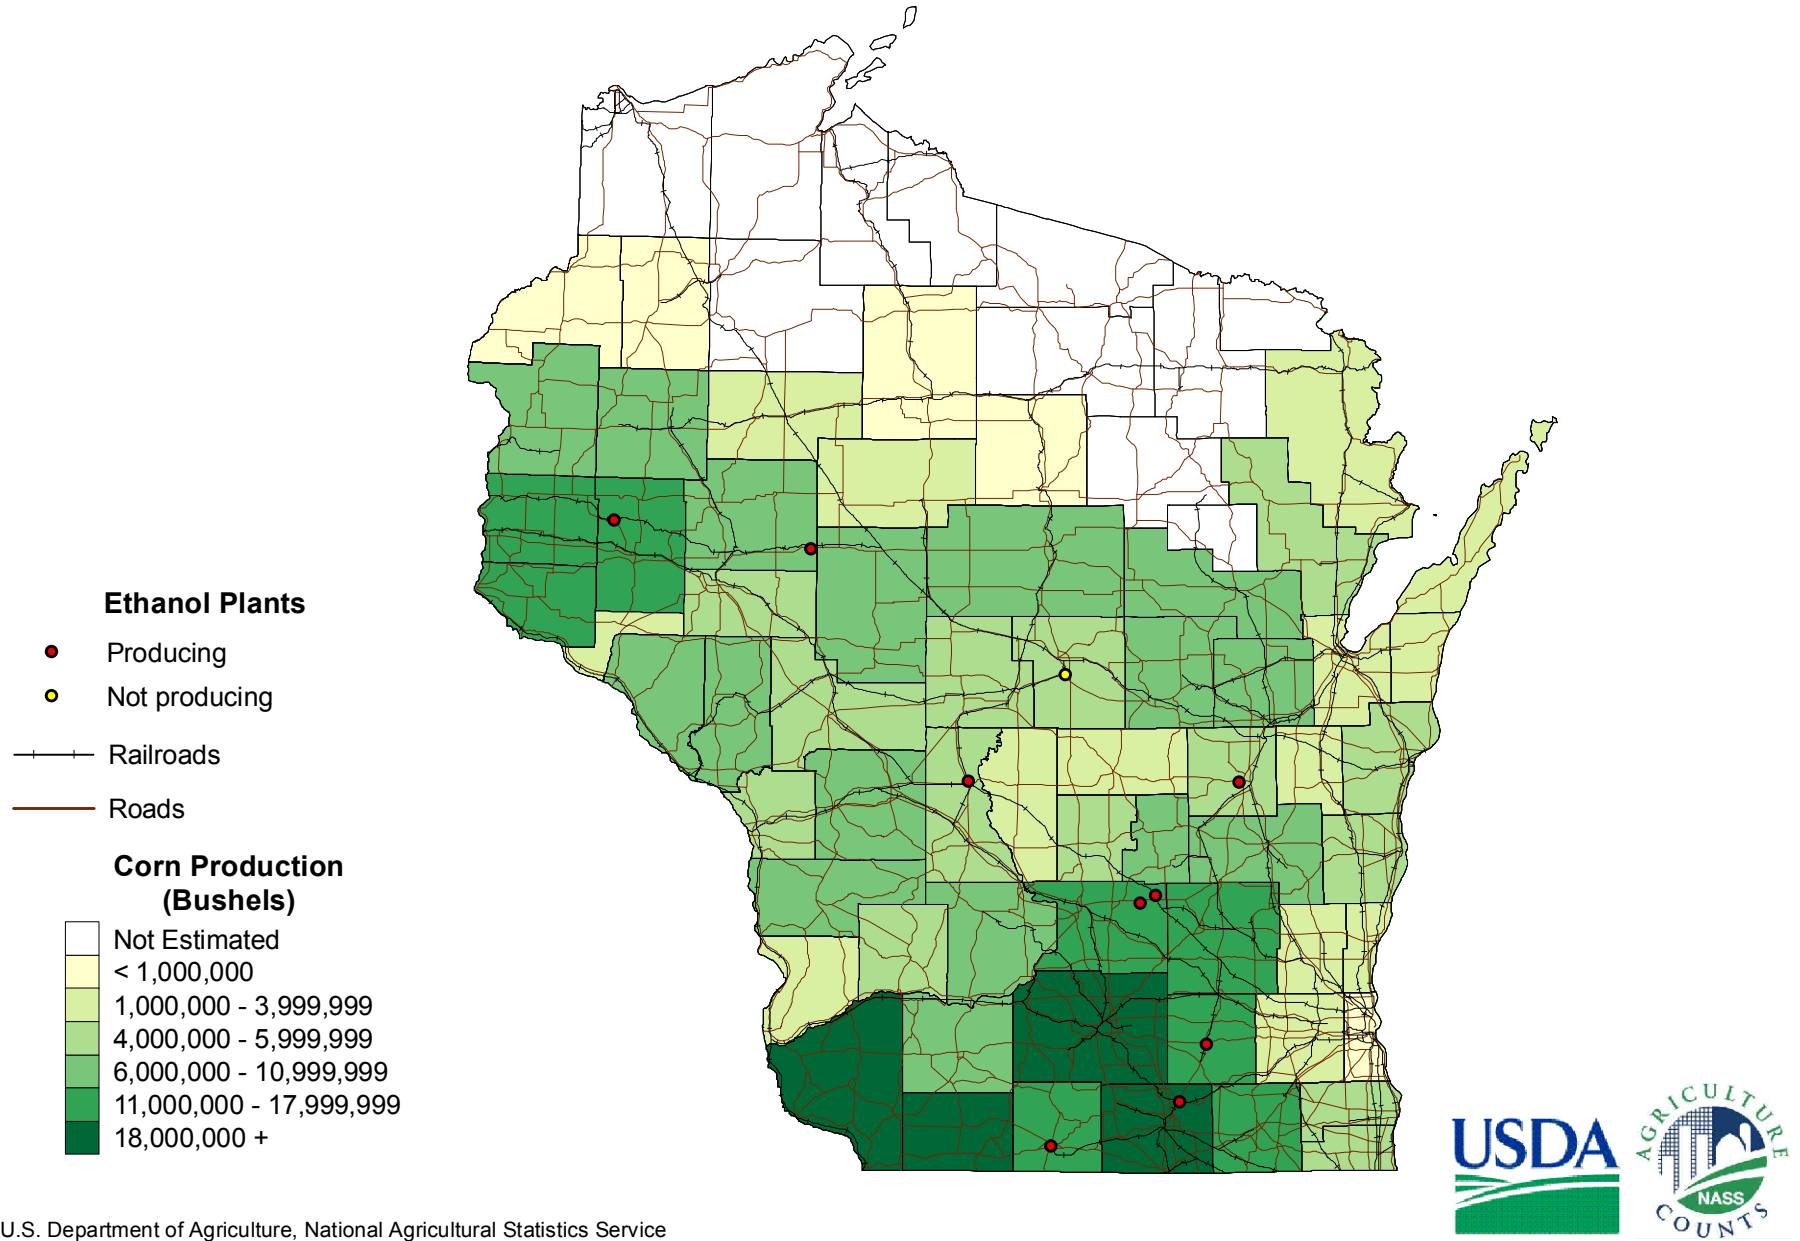 Ethanol Plants
Producing
Not producing
Railroads
Roads
Corn Production
(Bushels)
Not Estimated
< 1,000,000
1,000,000 - 3,999,999
4,000,000 - 5,999,999
6,000,000 - 10,999,999
11,000,000 - 17,999,999
18,000,000 +
USDA
AGRICULTURE
NASS
COUNTS
U.S. Department of Agriculture, National Agricultural Statistics Service